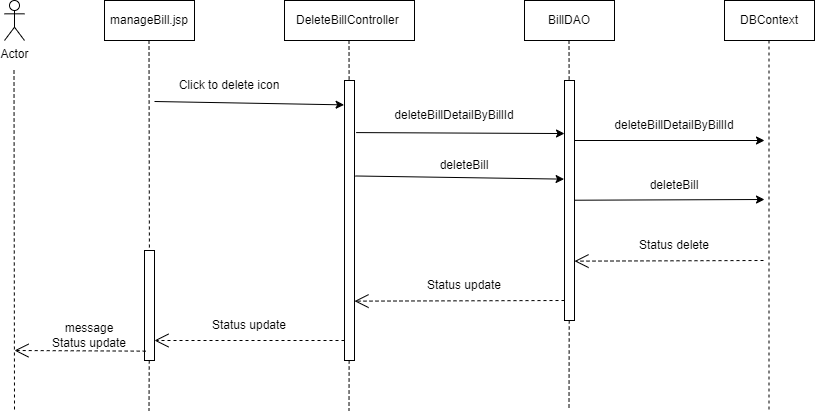 manageBill.jsp
DeleteBillController
BillDAO
DBContext
Actor
Click to delete icon
deleteBillDetailByBillId
deleteBillDetailByBillId
deleteBill
deleteBill
Status delete
Status update
Status update
message
Status update